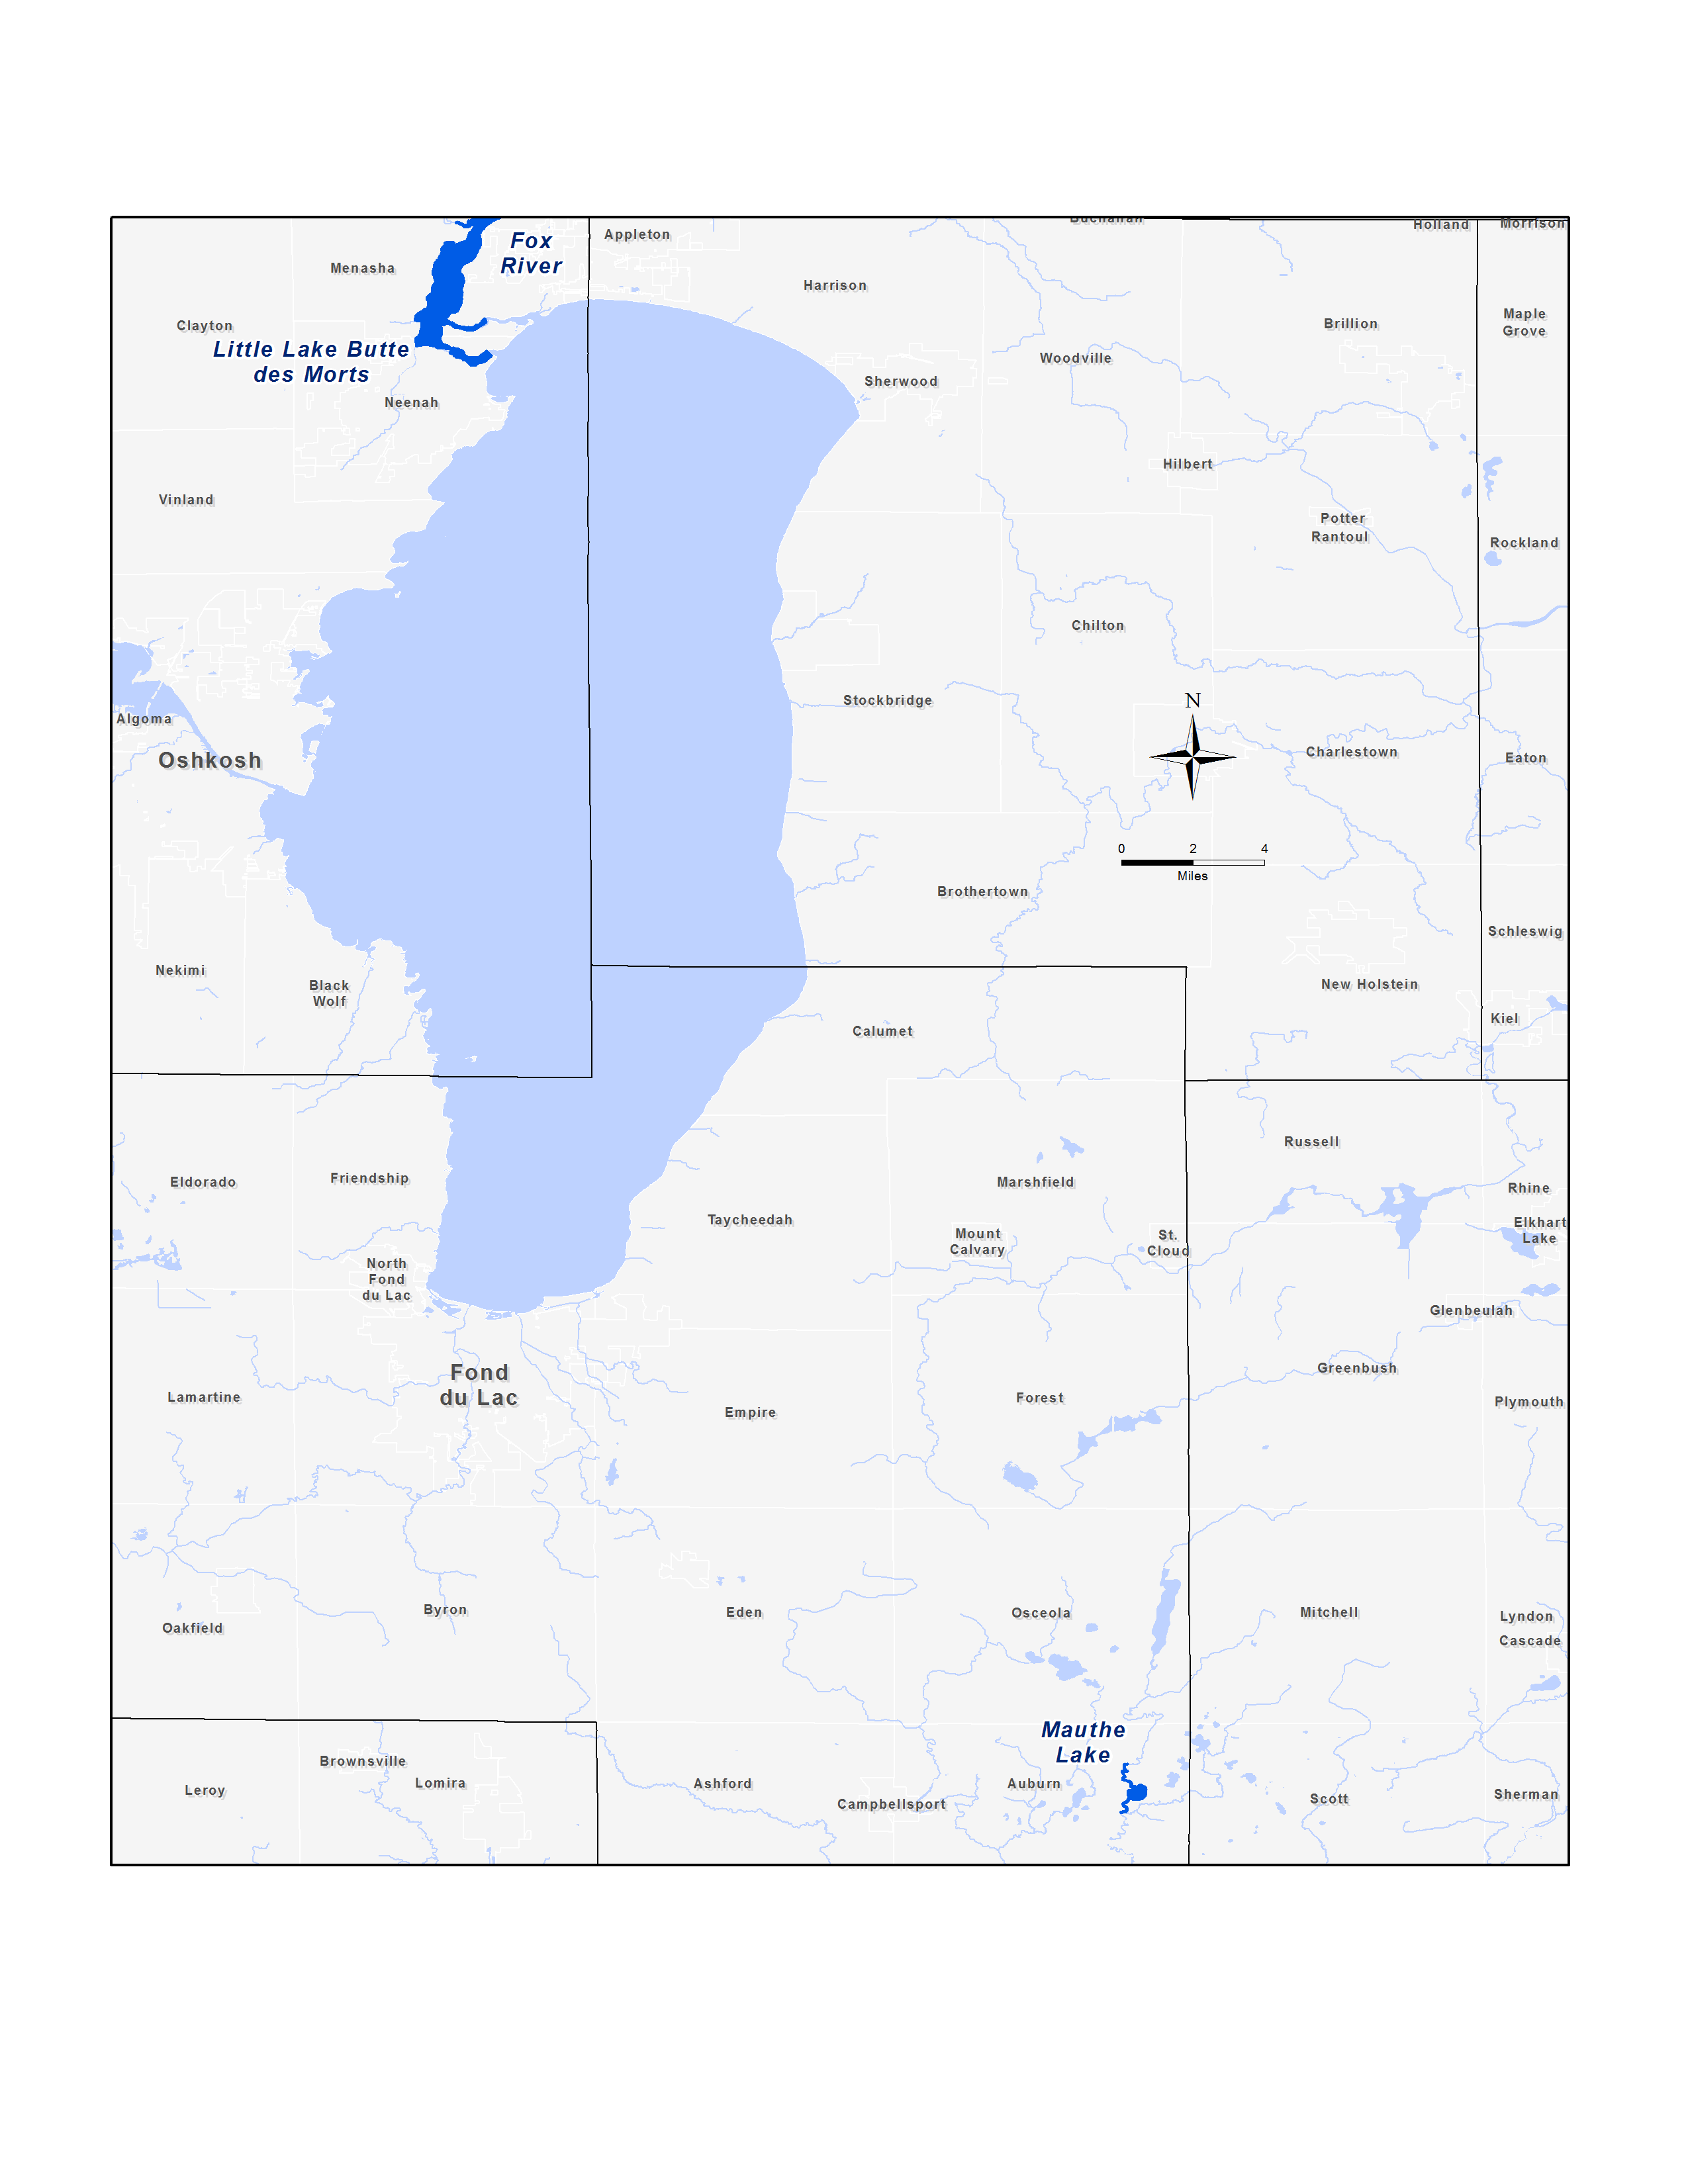 Buchanan
Holland
Morrison
Fox
River
Appleton
Menasha
Harrison
Clayton
Brillion
Maple
Grove
Little Lake Butte
des Morts
Woodville
Sherwood
Neenah
Hilbert
Vinland
Potter
Rantoul
Rockland
Chilton
Stockbridge
N
Algoma
Oshkosh
Charlestown
Eaton
0 2 4
Miles
Brothertown
Schleswig
Nekimi
Black
Wolf
New Holstein
Kiel
Calumet
Russell
Eldorado
Friendship
Marshfield
Rhine
Taycheedah
Elkhart
Lake
Mount
Calvary
St.
Cloud
North
Fond
du Lac
Glenbeulah
Fond
du Lac
Greenbush
Lamartine
Empire
Forest
Plymouth
Byron
Eden
Osceola
Mitchell
Lyndon
Oakfield
Cascade
Mauthe
Lake
Brownsville
Leroy
Lomira
Ashford
Auburn
Campbellsport
Scott
Sherman